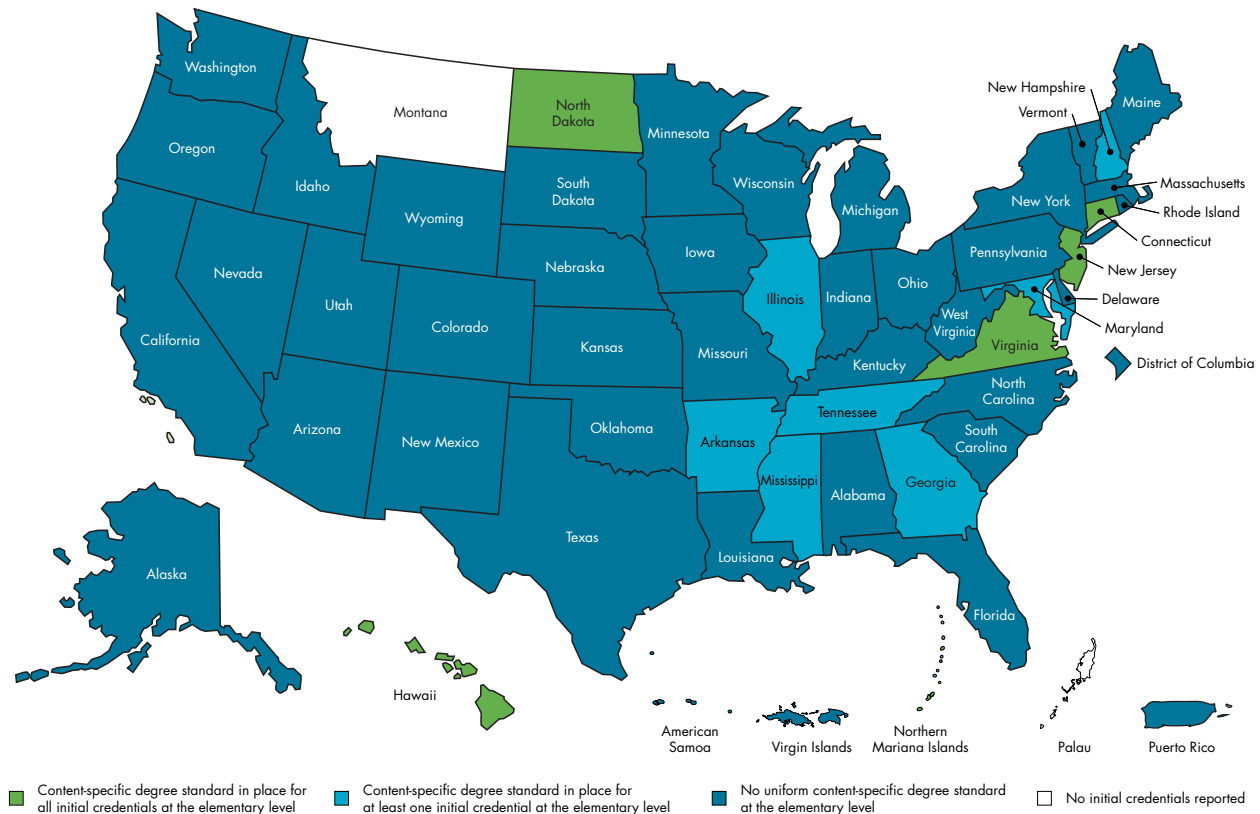 Washington
Montana
North
Dakota
Minnesota
New Hampshire
Vermont
Maine
Oregon
Idaho
South
Dakota
Wisconsin
Michigan
New York
Massachusetts
Rhode Island
Connecticut
Wyoming
Iowa
Pennsylvania
New Jersey
Nevada
Nebraska
Illinois
Indiana
Ohio
Delaware
Utah
Colorado
West
Virginia
Maryland
California
Kansas
Missouri
Kentucky
Virginia
District of Columbia
North
Carolina
Arizona
New Mexico
Oklahoma
Arkansas
Tennessee
South
Carolina
Mississippi
Alabama
Georgia
Texas
Louisiana
Alaska
Florida
Hawaii
American
Samoa
Virgin Islands
Northern
Mariana Islands
Palau
Puerto Rico
Content-specific degree standard in place for
all initial credentials at the elementary level
Content-specific degree standard in place for
at least one initial credential at the elementary level
No uniform content-specific degree standard
at the elementary level
No initial credentials reported